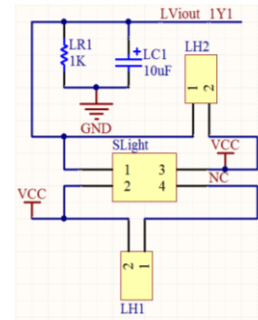 LViout 1Y1
LR1
1K
LC1
10uF
LH2
1 2
GND
SLight
VCC
1 3
2 4
NC
VCC
2 1
LH1